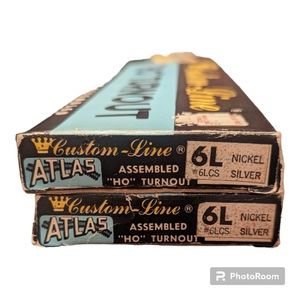 TURNOUT
Custom-Line®
ATLAS
ASSEMBLED
"HO" TURNOUT
6L
#6LCS
NICKEL
SILVER
Custom-Line®
ATLAS
ASSEMBLED
"HO" TURNOUT
6L
#6LCS
NICKEL
SILVER
PhotoRoom